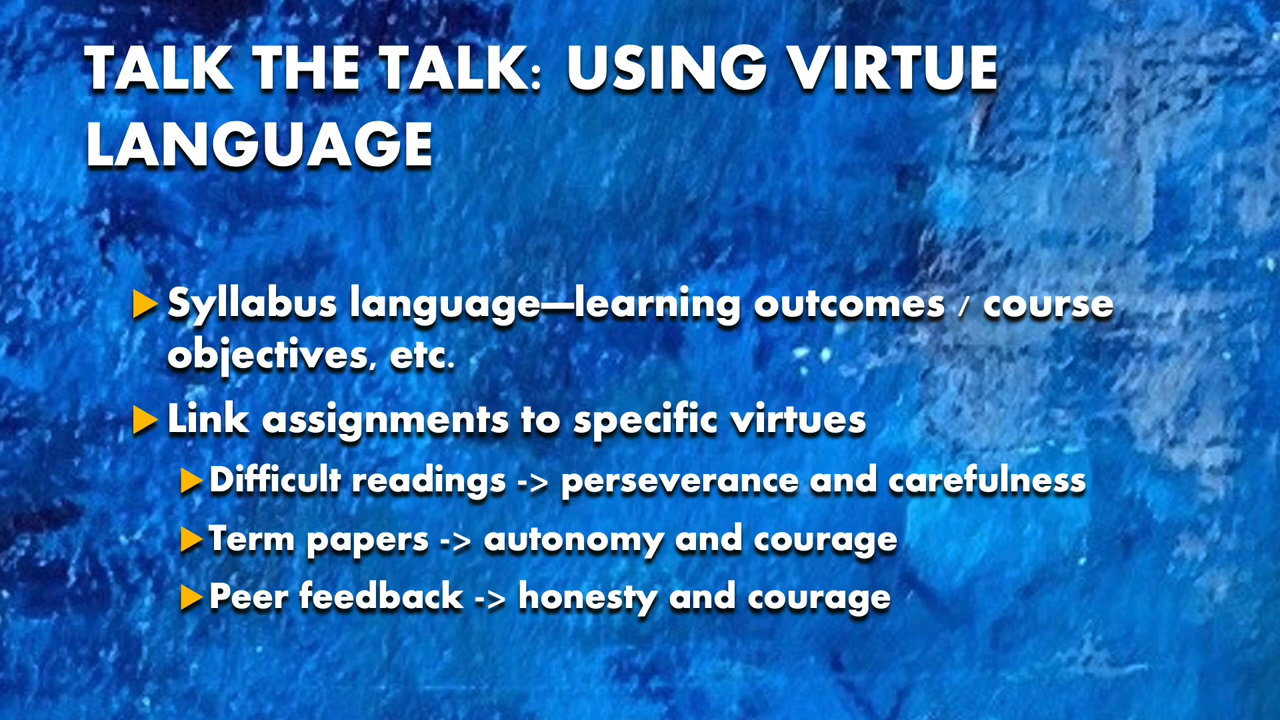 TALK THE TALK: USING VIRTUE
LANGUAGE
Syllabus language—learning outcomes / course
objectives, etc.
Link assignments to specific virtues
Difficult readings -> perseverance and carefulness
Term papers -> autonomy and courage
Peer feedback -> honesty and courage